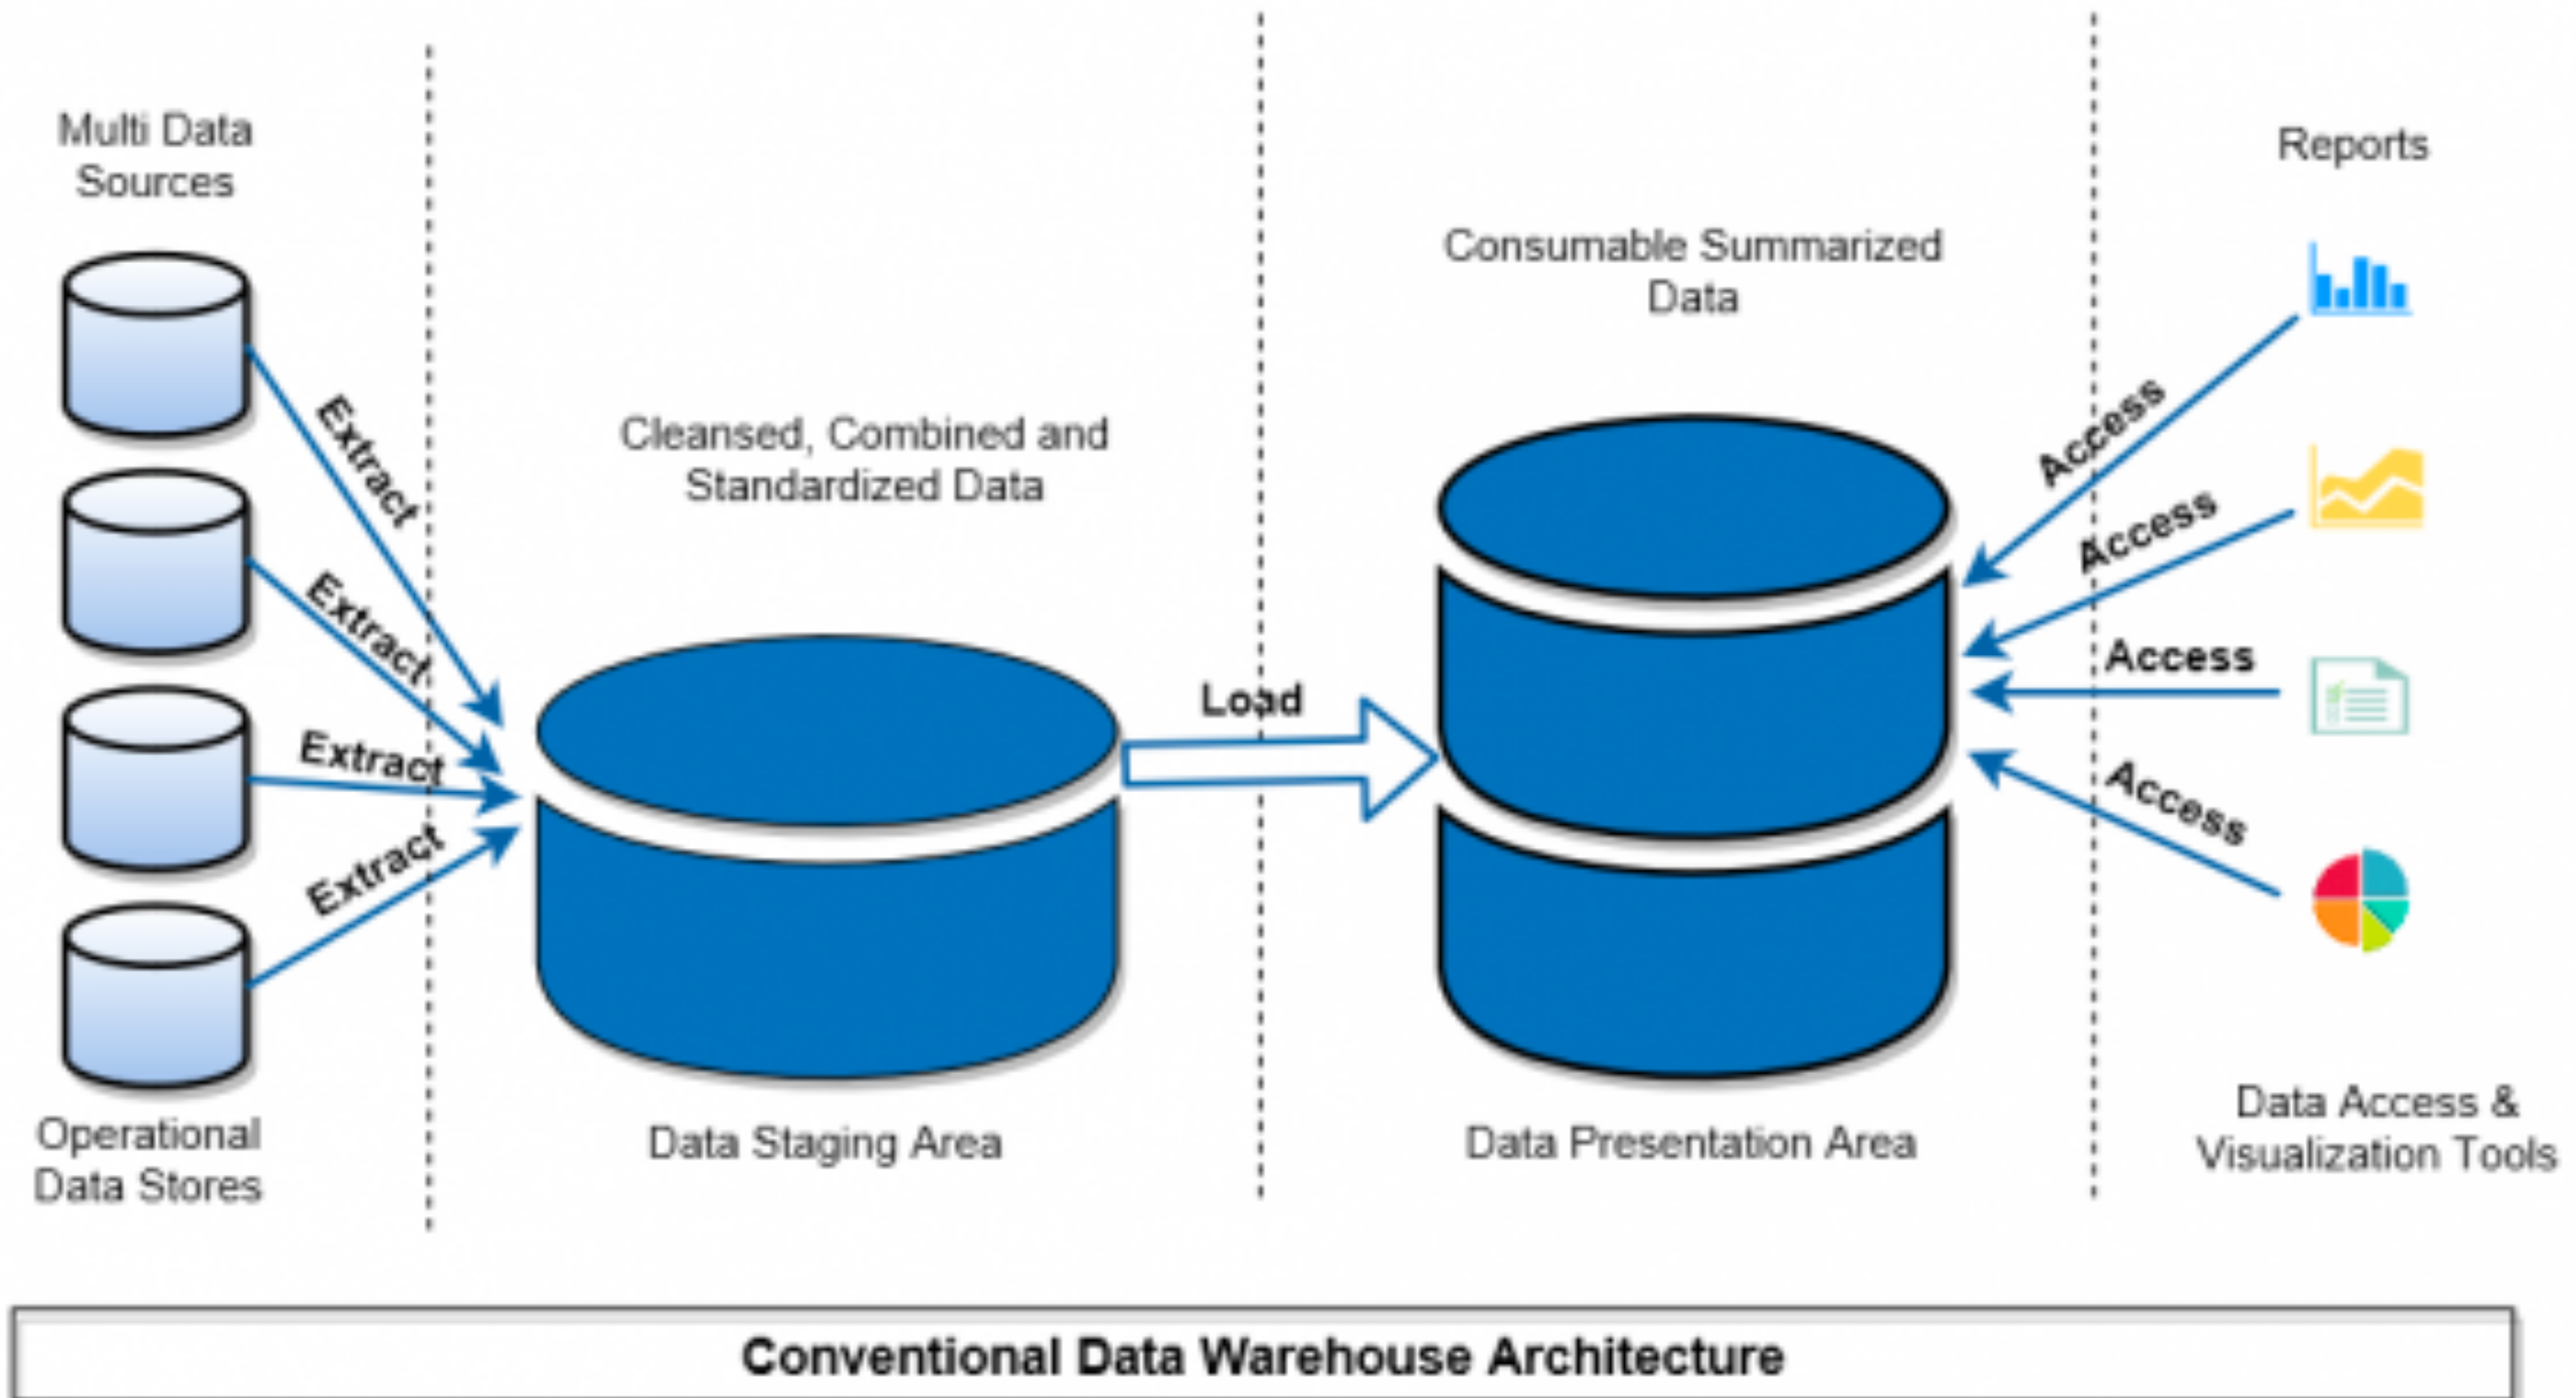 Multi Data
Sources
Extract
Extract
Extract
Extract
Operational
Data Stores
Cleansed, Combined and
Standardized Data
Data Staging Area
Load
Consumable Summarized
Data
Data Presentation Area
Reports
Access
Access
Access
Access
Data Access &
Visualization Tools
Conventional Data Warehouse Architecture